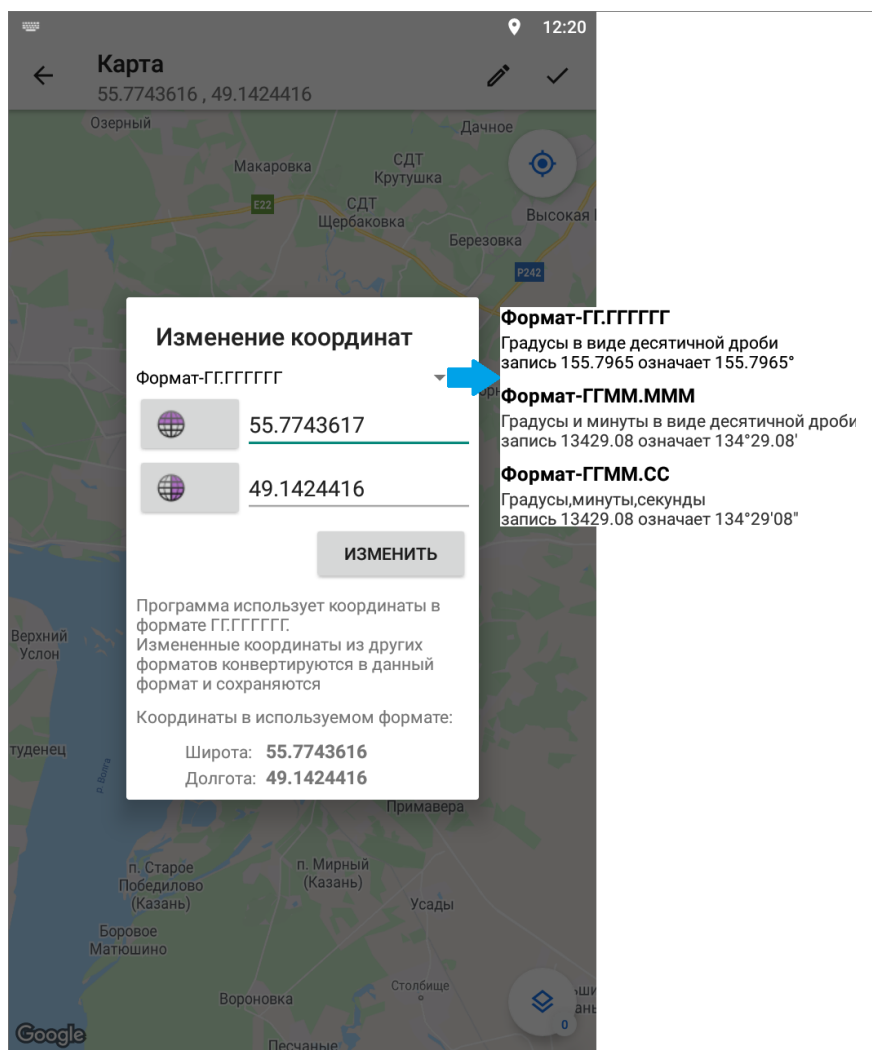 12:20
Карта
55.7743616 , 49.1424416
Озерный
Дачное
Макаровка
СДТ
Крутушка
E22
СДТ
Щербаковка
Высокая
Березовка
P242
Изменение координат
Формат-ГГ.ГГГГГГ
55.7743617
49.1424416
ИЗМЕНИТЬ
Программа использует координаты в
формате ГГ.ГГГГГГ.
Измененные координаты из других
форматов конвертируются в данный
формат и сохраняются
Координаты в используемом формате:
Широта: 55.7743616
Долгота: 49.1424416
Формат-ГГ.ГГГГГГ
Градусы в виде десятичной дроби
запись 155.7965 означает 155.7965°
Формат-ГГММ.МММ
Градусы и минуты в виде десятичной дроби
запись 13429.08 означает 134°29.08'
Формат-ГГММ.СС
Градусы,минуты,секунды
запись 13429.08 означает 134°29'08"
Верхний
Услон
туденец
р. Волга
Примавера
п. Старое
Победилово
(Казань)
п. Мирный
(Казань)
Усады
Боровое
Матюшино
Столбище
Вороновка
0
Google
Песчаные